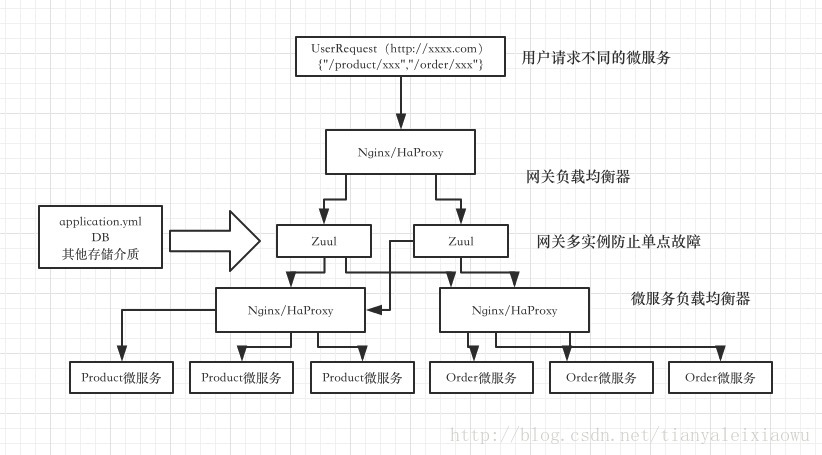 UserRequest（http://xxxx.com）
{"/product/xxx","/order/xxx"}
用户请求不同的微服务
Nginx/HaProxy
网关负载均衡器
application.yml
DB
其他存储介质
Zuul
Zuul
网关多实例防止单点故障
Nginx/HaProxy
Nginx/HaProxy
微服务负载均衡器
Product微服务
Product微服务
Product微服务
Order微服务
Order微服务
Order微服务
http://blog.csdn.net/tianyaleixiaowu